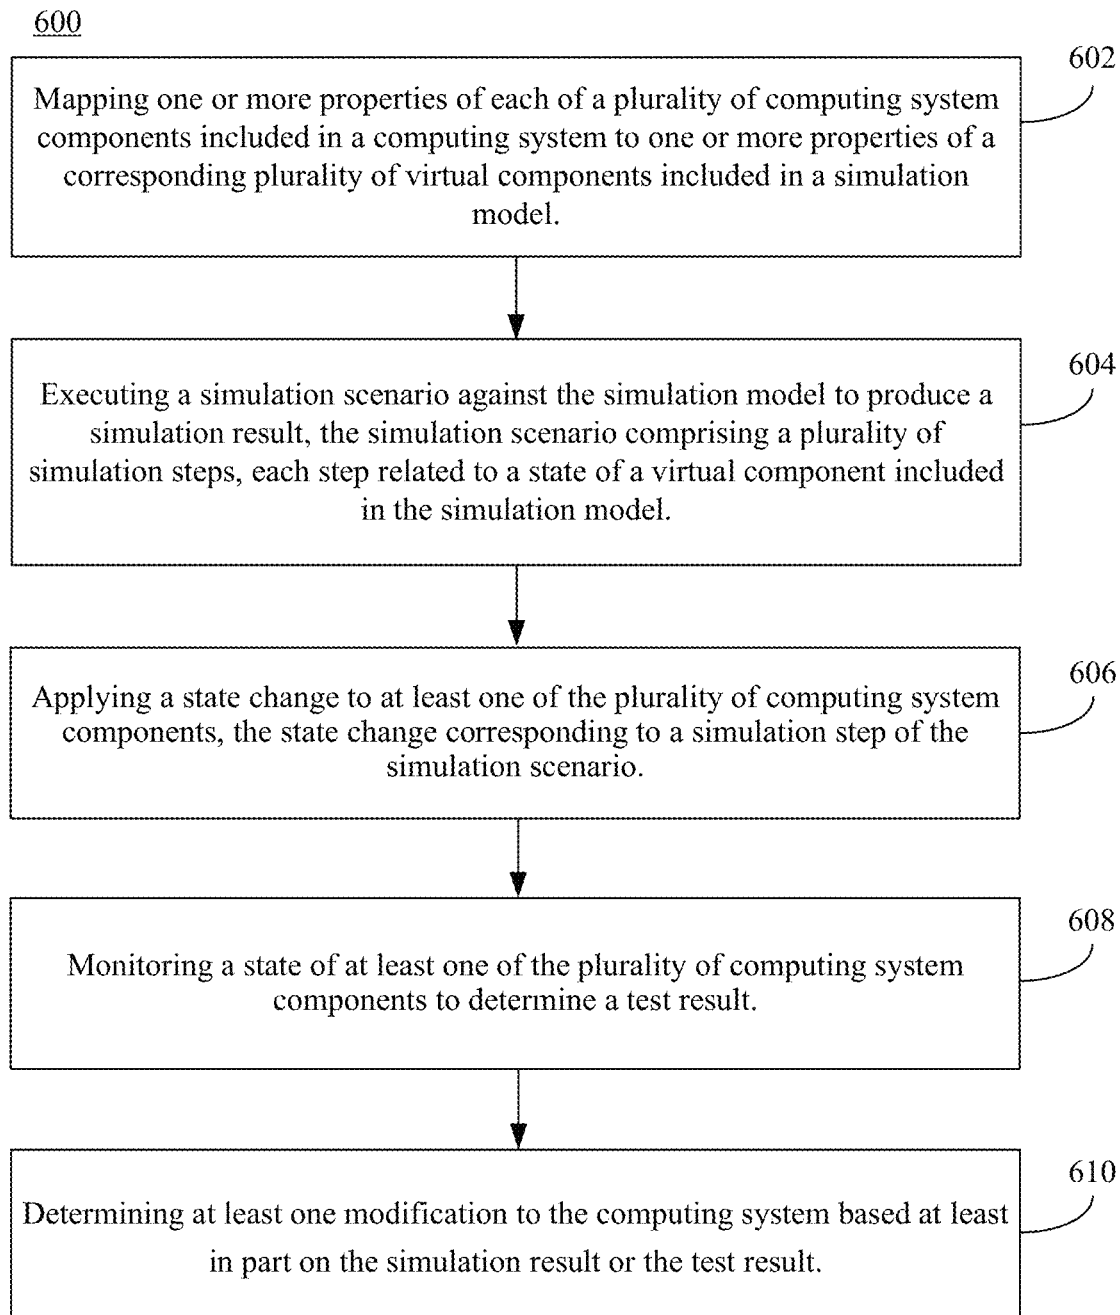 600
602
Mapping one or more properties of each of a plurality of computing system
components included in a computing system to one or more properties of a
corresponding plurality of virtual components included in a simulation
model.
604
Executing a simulation scenario against the simulation model to produce a
simulation result, the simulation scenario comprising a plurality of
simulation steps, each step related to a state of a virtual component included
in the simulation model.
606
Applying a state change to at least one of the plurality of computing system
components, the state change corresponding to a simulation step of the
simulation scenario.
608
Monitoring a state of at least one of the plurality of computing system
components to determine a test result.
610
Determining at least one modification to the computing system based at least
in part on the simulation result or the test result.